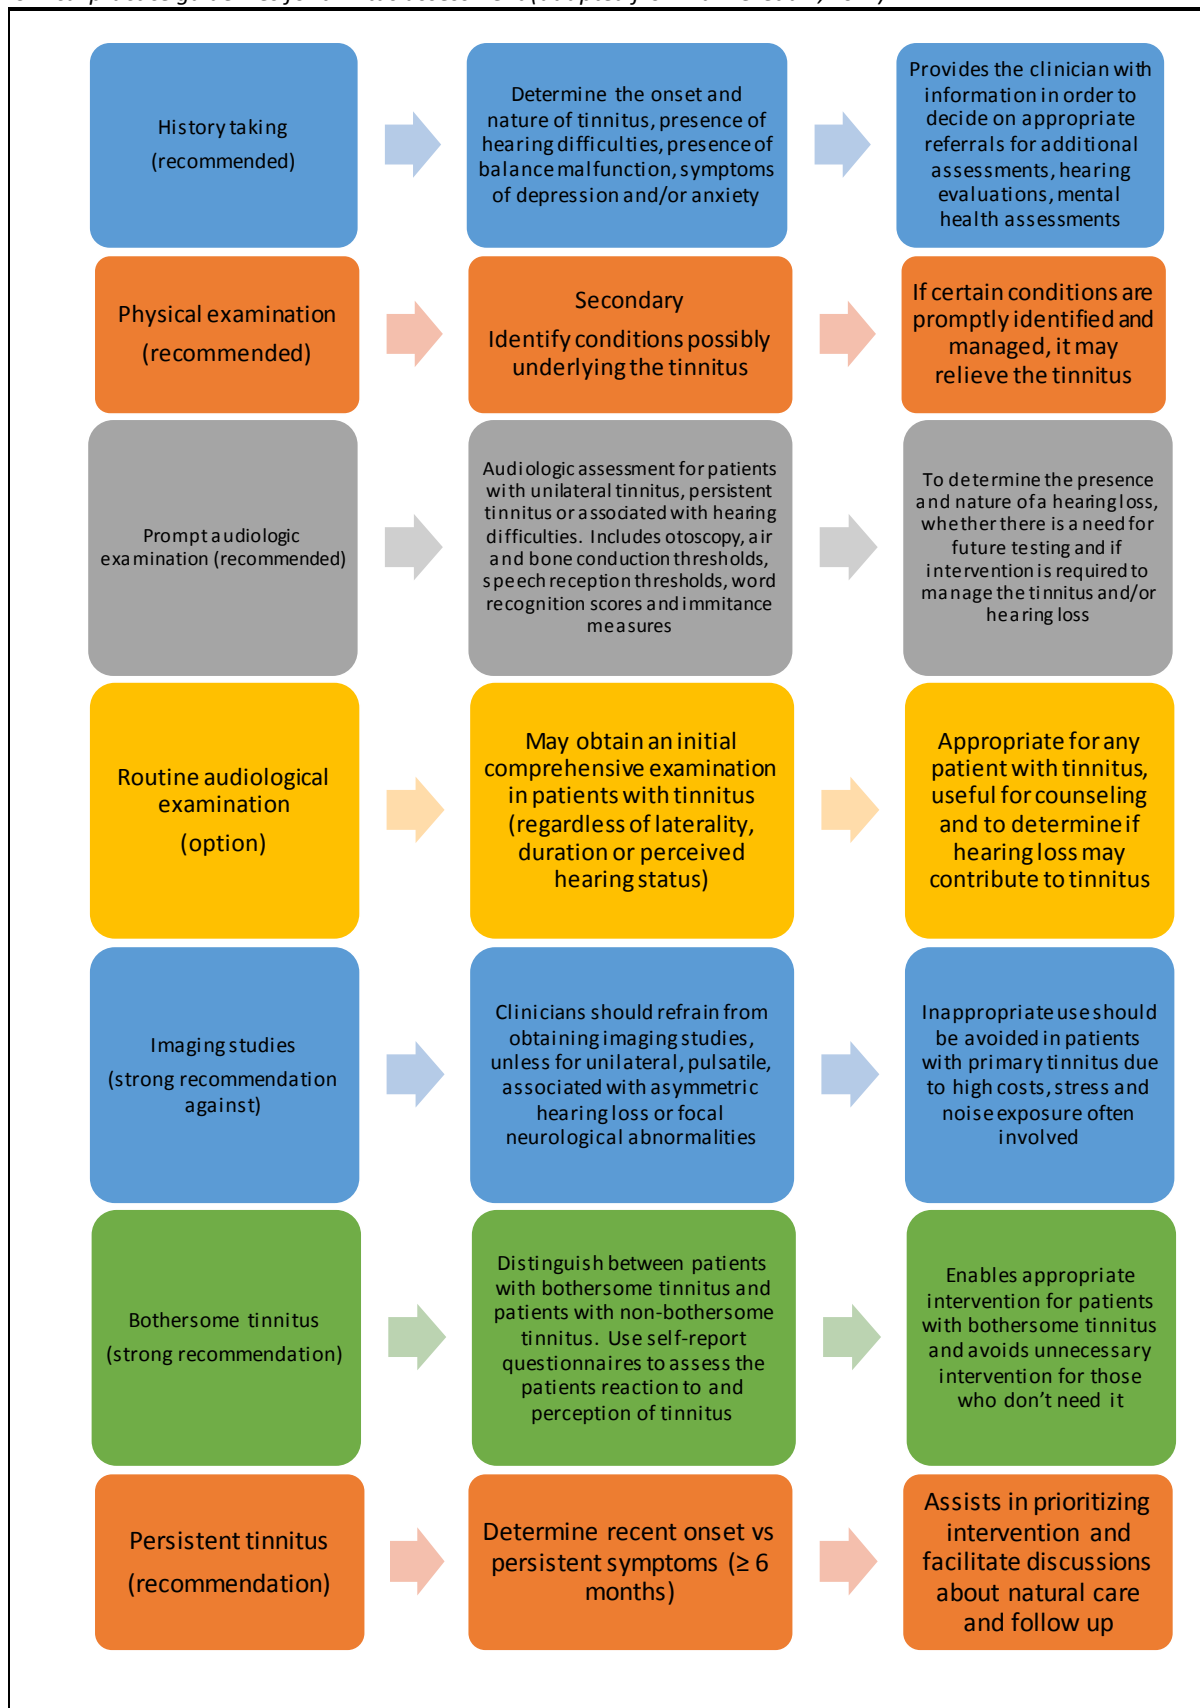 History taking
(recommended)
Determine the onset and
nature of tinnitus, presence of
hearing difficulties, presence of
balance malfunction, symptoms
of depression and/or anxiety
Provides the clinician with
information in order to
decide on appropriate
referrals for additional
assessments, hearing
evaluations, mental
health assessments
Physical examination
(recommended)
Secondary
Identify conditions possibly
underlying the tinnitus
If certain conditions are
promptly identified and
managed, it may
relieve the tinnitus
Prompt audiologic
examination (recommended)
Audiologic assessment for patients
with unilateral tinnitus, persistent
tinnitus or associated with hearing
difficulties. Includes otoscopy, air
and bone conduction thresholds,
speech reception thresholds, word
recognition scores and immitance
measures
To determine the presence
and nature of a hearing loss,
whether there is a need for
future testing and if
intervention is required to
manage the tinnitus and/or
hearing loss
Routine audiological
examination
(option)
May obtain an initial
comprehensive examination
in patients with tinnitus
(regardless of laterality,
duration or perceived
hearing status)
Appropriate for any
patient with tinnitus,
useful for counseling
and to determine if
hearing loss may
contribute to tinnitus
Imaging studies
(strong recommendation
against)
Clinicians should refrain from
obtaining imaging studies,
unless for unilateral, pulsatile,
associated with asymmetric
hearing loss or focal
neurological abnormalities
Inappropriate use should
be avoided in patients
with primary tinnitus due
to high costs, stress and
noise exposure often
involved
Bothersome tinnitus
(strong recommendation)
Distinguish between patients
with bothersome tinnitus and
patients with non-bothersome
tinnitus. Use self-report
questionnaires to assess the
patients reaction to and
perception of tinnitus
Enables appropriate
intervention for patients
with bothersome tinnitus
and avoids unnecessary
intervention for those
who don't need it
Persistent tinnitus
(recommendation)
Determine recent onset vs
persistent symptoms (≥ 6
months)
Assists in prioritizing
intervention and
facilitate discussions
about natural care
and follow up